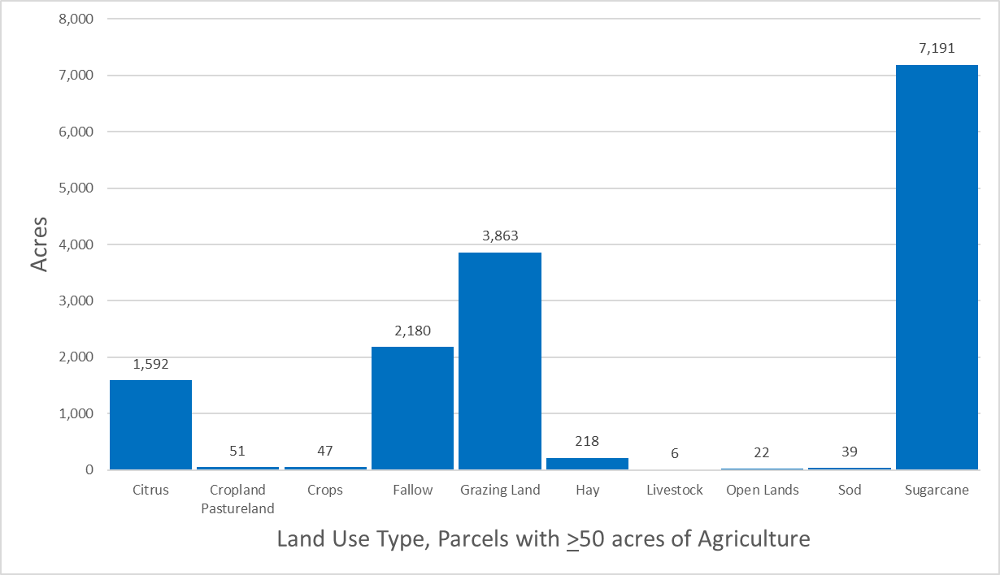 8,000
7,000
6,000
5,000
4,000
3,000
2,000
1,000
0
Acres
1,592
51
47
2,180
3,863
218
6
22
39
7,191
Citrus
Cropland
Pastureland
Crops
Fallow
Grazing Land
Hay
Livestock
Open Lands
Sod
Sugarcane
Land Use Type, Parcels with >50 acres of Agriculture